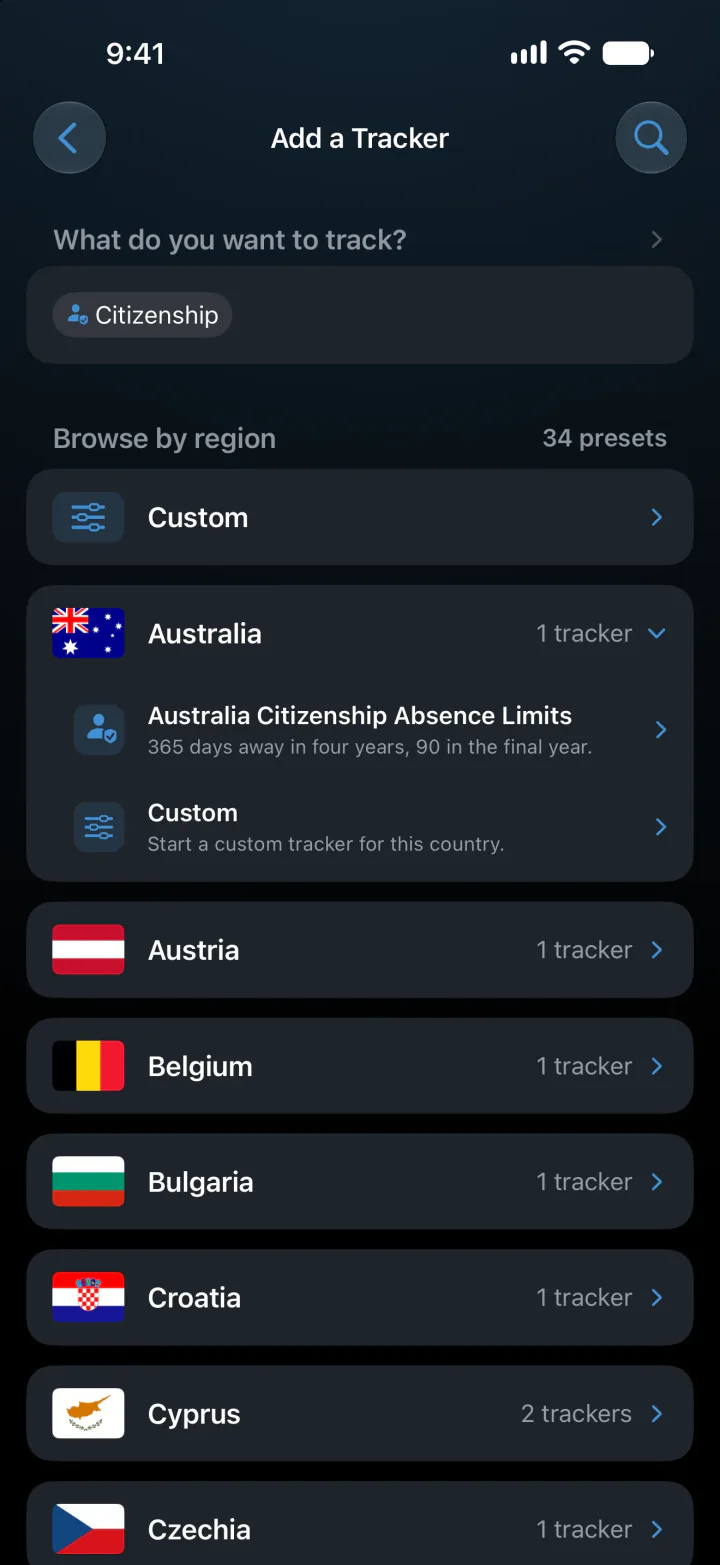 9:41
Add a Tracker
What do you want to track?
Citizenship
Browse by region
34 presets
Custom
Australia
1 tracker
Australia Citizenship Absence Limits
365 days away in four years, 90 in the final year.
Custom
Start a custom tracker for this country.
Austria
1 tracker
Belgium
1 tracker
Bulgaria
1 tracker
Croatia
1 tracker
Cyprus
2 trackers
Czechia
1 tracker